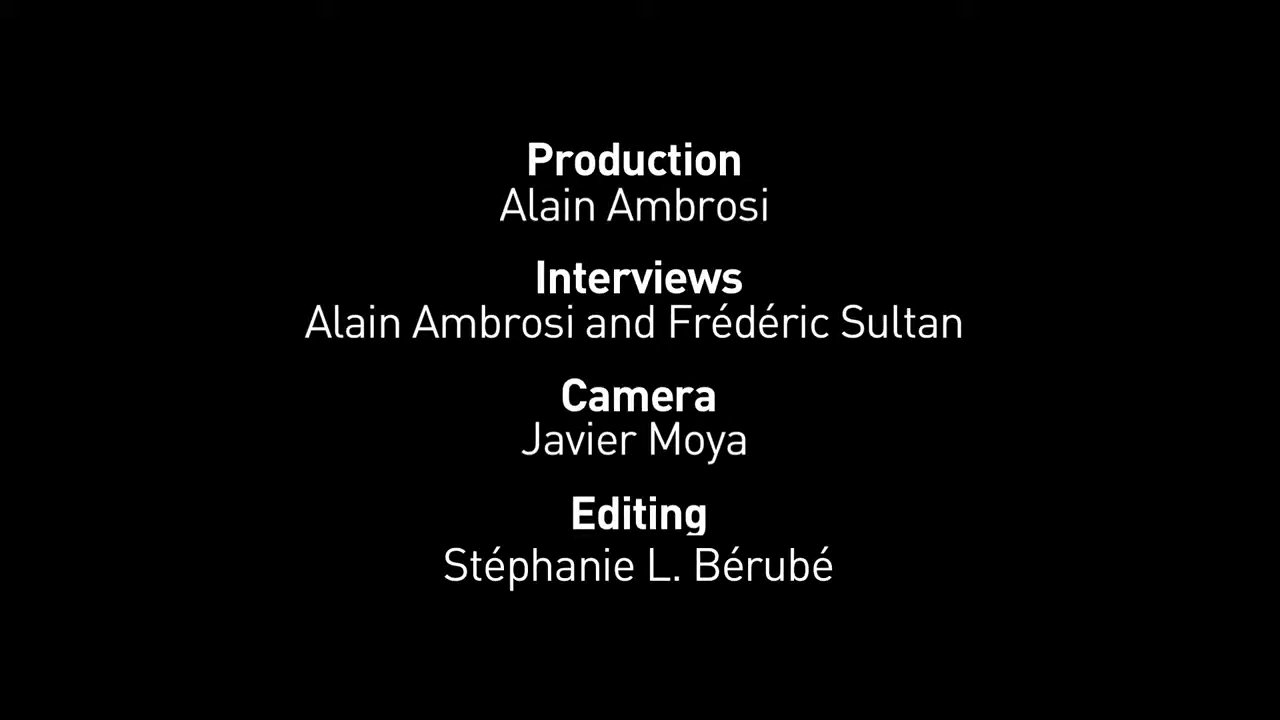 Production
Alain Ambrosi
Interviews
Alain Ambrosi and Frédéric Sultan
Camera
Javier Moya
Editing
Stéphanie L. Bérubé